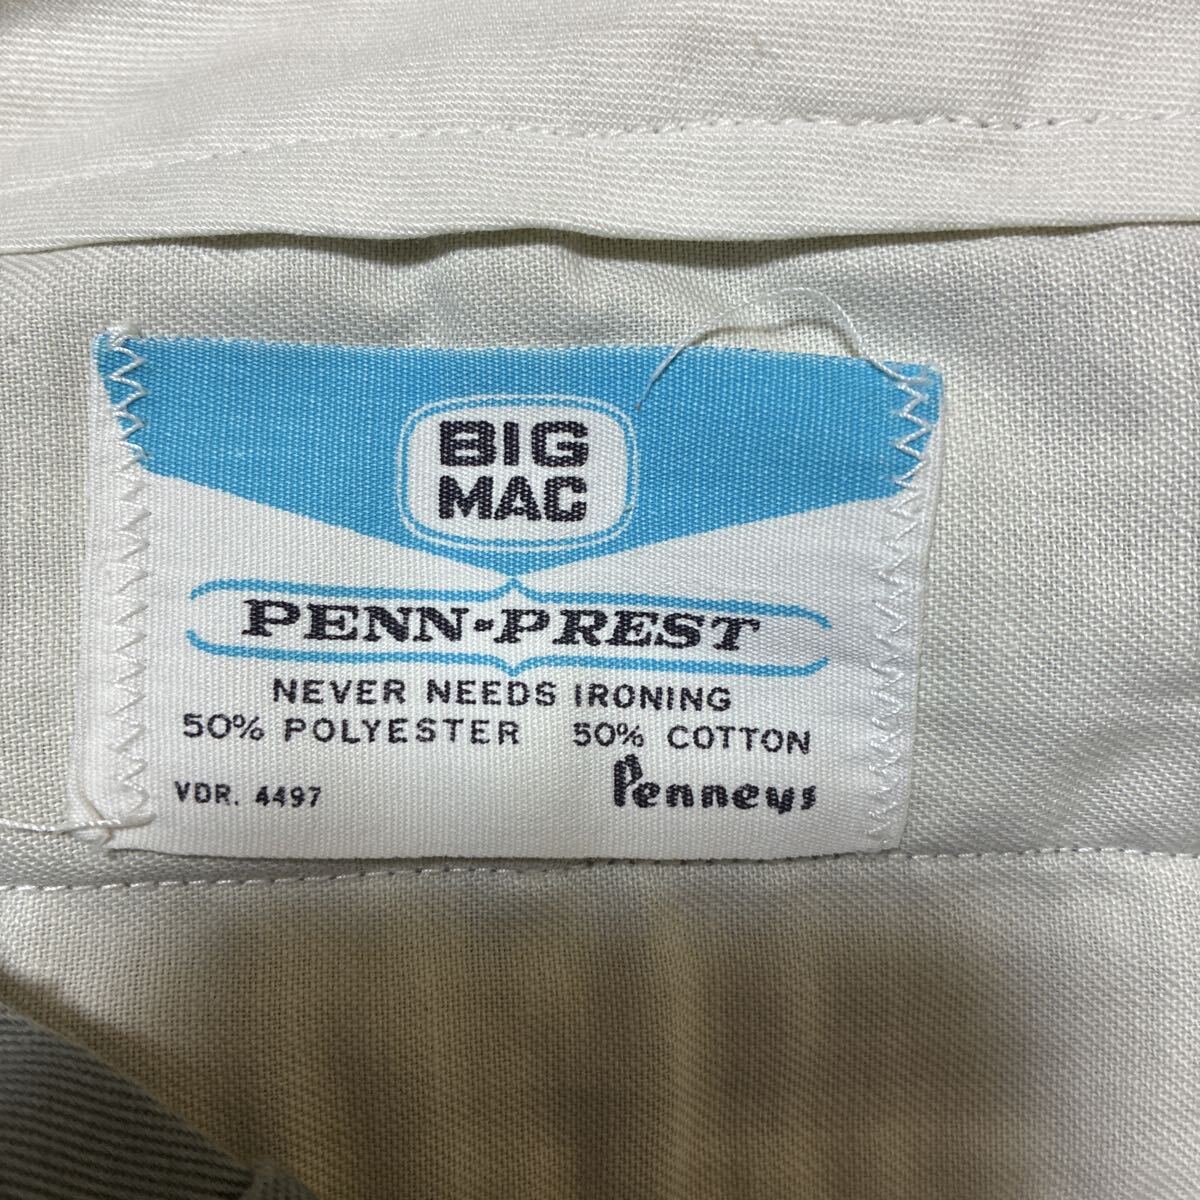 BIG
MAC
PENN-PREST
NEVER NEEDS IRONING
50% POLYESTER 50% COTTON
VDR. 4497 Penneys